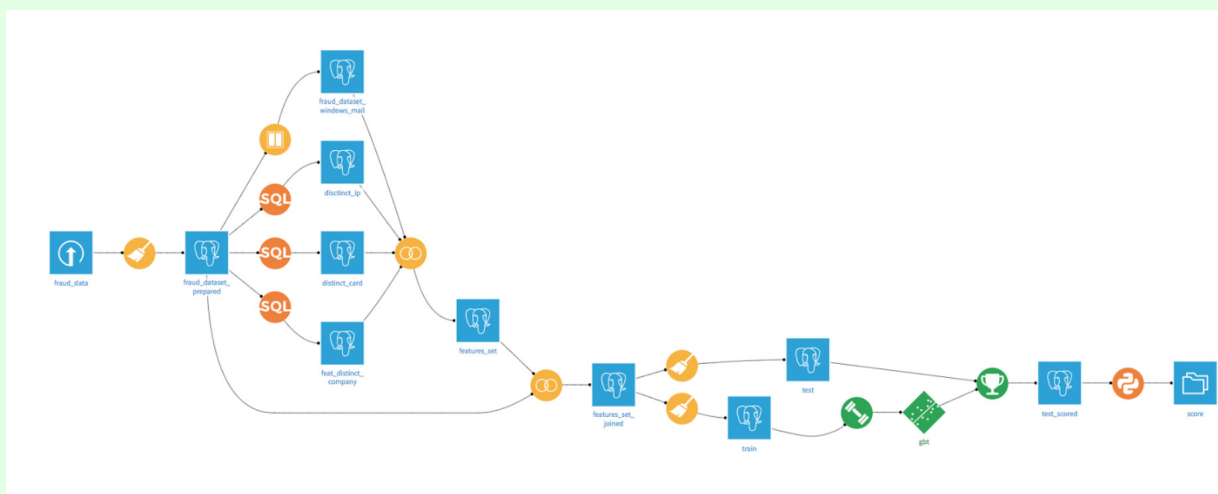 fraud_dataset_
windows_mail
SQL
disctinct_ip
fraud_data
fraud_dataset_
prepared
SQL
distinct_card
SQL
feat_distinct_
company
features_set
features_set_
joined
test
train
gbt
test_scored
score